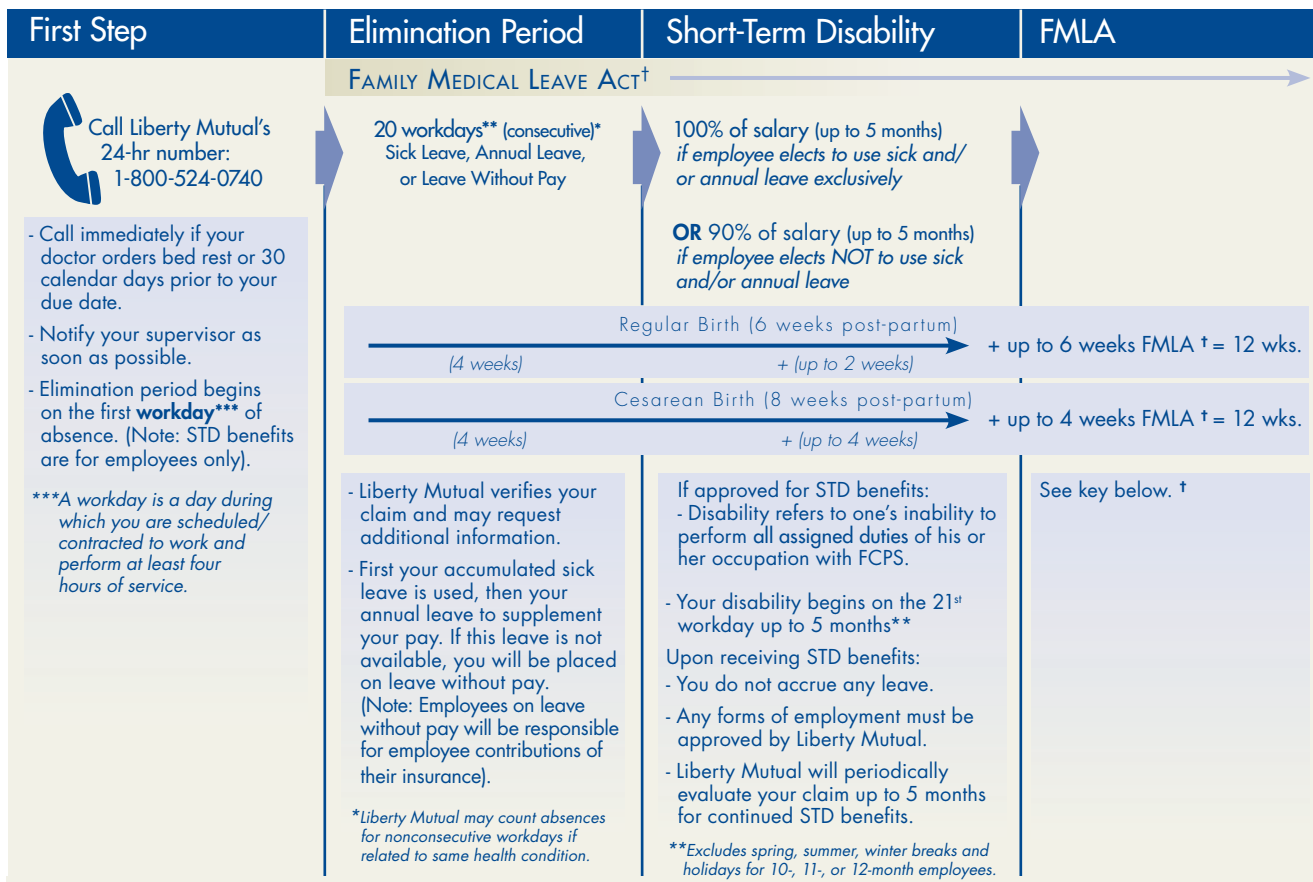 First Step
Elimination Period
Short-Term Disability
FMLA
FAMILY MEDICAL LEAVE ACT†
Call Liberty Mutual's
24-hr number:
1-800-524-0740
- Call immediately if your
doctor orders bed rest or 30
calendar days prior to your
due date.
- Notify your supervisor as
soon as possible.
- Elimination period begins
on the first workday*** of
absence. (Note: STD benefits
are for employees only).
***A workday is a day during
which you are scheduled/
contracted to work and
perform at least four
hours of service.
20 workdays** (consecutive)*
Sick Leave, Annual Leave,
or Leave Without Pay
100% of salary (up to 5 months)
if employee elects to use sick and/
or annual leave exclusively
OR 90% of salary (up to 5 months)
if employee elects NOT to use sick
and/or annual leave
Regular Birth (6 weeks post-partum)
(4 weeks)
+ (up to 2 weeks)
+ up to 6 weeks FMLA † = 12 wks.
Cesarean Birth (8 weeks post-partum)
(4 weeks)
+ (up to 4 weeks)
+ up to 4 weeks FMLA † = 12 wks.
- Liberty Mutual verifies your
claim and may request
additional information.
- First your accumulated sick
leave is used, then your
annual leave to supplement
your pay. If this leave is not
available, you will be placed
on leave without pay.
(Note: Employees on leave
without pay will be responsible
for employee contributions of
their insurance).
*Liberty Mutual may count absences
for nonconsecutive workdays if
related to same health condition.
If approved for STD benefits:
- Disability refers to one's inability to
perform all assigned duties of his or
her occupation with FCPS.
- Your disability begins on the 21st
workday up to 5 months**
Upon receiving STD benefits:
- You do not accrue any leave.
- Any forms of employment must be
approved by Liberty Mutual.
- Liberty Mutual will periodically
evaluate your claim up to 5 months
for continued STD benefits.
**Excludes spring, summer, winter breaks and
holidays for 10-, 11-, or 12-month employees.
See key below. †